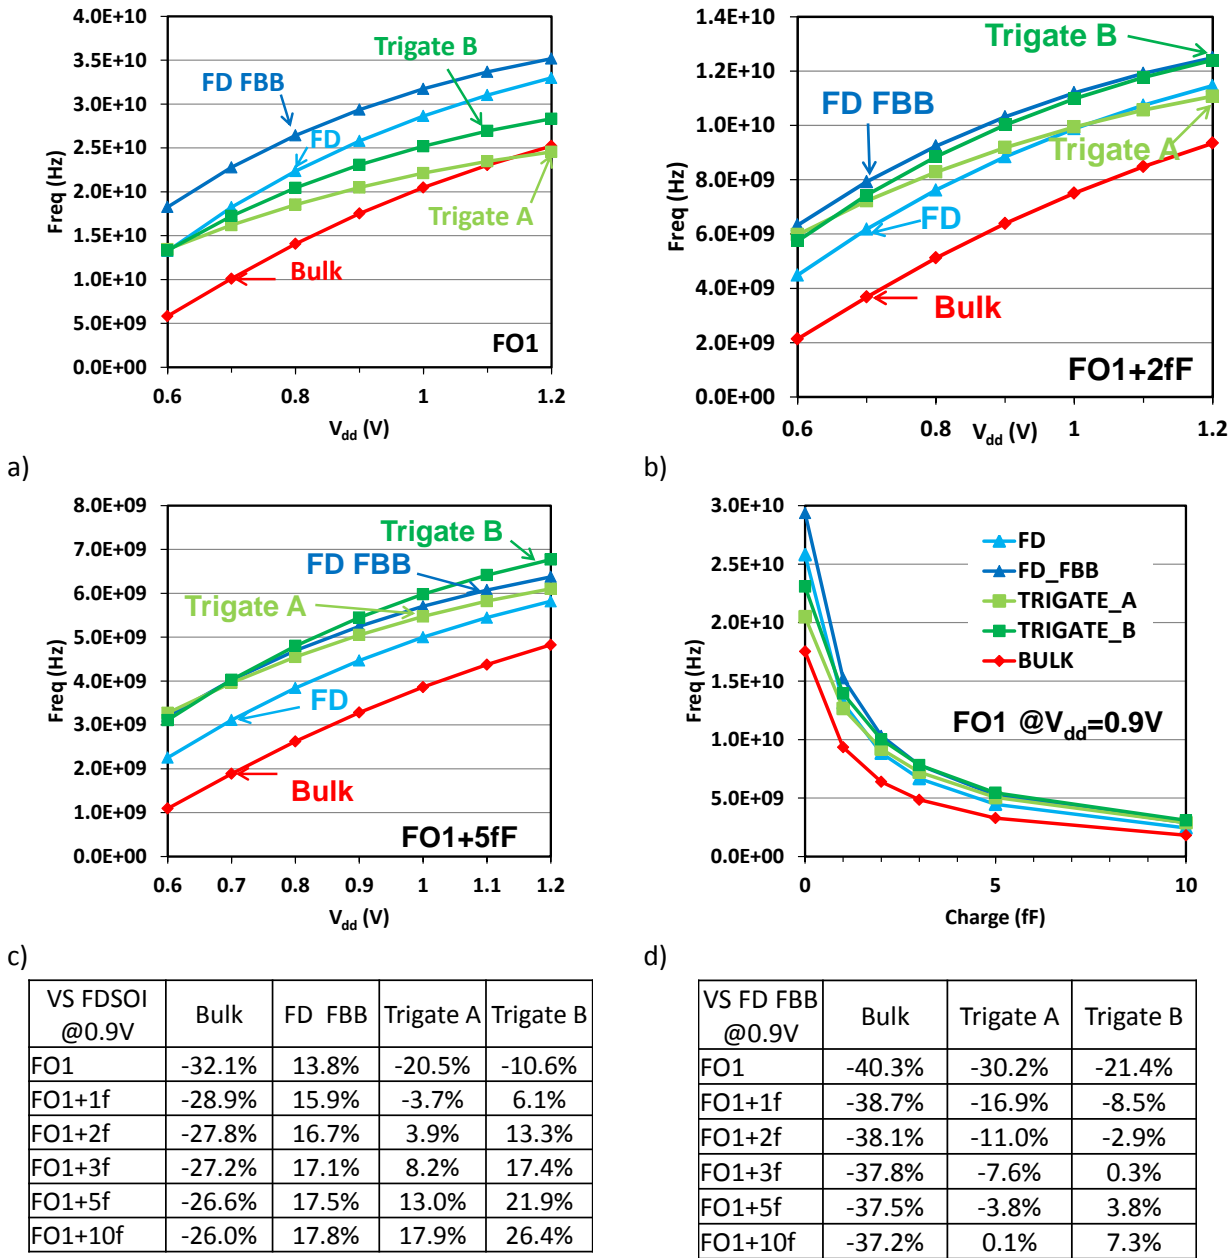 4.0E+10
3.5E+10
3.0E+10
2.5E+10
2.0E+10
1.5E+10
1.0E+10
5.0E+09
0.0E+00
Freq (Hz)
0.6
0.8
1
1.2
Vdd (V)
Trigate B
FD FBB
FD
Trigate A
Bulk
FO1
a)
1.4E+10
1.2E+10
1.0E+10
8.0E+09
6.0E+09
4.0E+09
2.0E+09
0.0E+00
Freq (Hz)
0.6
0.8
1
1.2
Vdd (V)
Trigate B
FD FBB
Trigate A
FD
Bulk
FO1+2fF
b)
8.0E+09
7.0E+09
6.0E+09
5.0E+09
4.0E+09
3.0E+09
2.0E+09
1.0E+09
0.0E+00
Freq (Hz)
0.6 0.7 0.8 0.9 1 1.1 1.2
Vdd (V)
Trigate B
FD FBB
Trigate A
FD
Bulk
FO1+5fF
c)
3.0E+10
2.5E+10
2.0E+10
1.5E+10
1.0E+10
5.0E+09
0.0E+00
Freq (Hz)
0 5 10
Charge (fF)
FD
FD_FBB
TRIGATE_A
TRIGATE_B
BULK
FO1 @Vdd=0.9V
d)
VS FDSOI @0.9V Bulk FD FBB Trigate A Trigate B
FO1 -32.1% 13.8% -20.5% -10.6%
FO1+1f -28.9% 15.9% -3.7% 6.1%
FO1+2f -27.8% 16.7% 3.9% 13.3%
FO1+3f -27.2% 17.1% 8.2% 17.4%
FO1+5f -26.6% 17.5% 13.0% 21.9%
FO1+10f -26.0% 17.8% 17.9% 26.4%
VS FD FBB @0.9V Bulk Trigate A Trigate B
FO1 -40.3% -30.2% -21.4%
FO1+1f -38.7% -16.9% -8.5%
FO1+2f -38.1% -11.0% -2.9%
FO1+3f -37.8% -7.6% 0.3%
FO1+5f -37.5% -3.8% 3.8%
FO1+10f -37.2% 0.1% 7.3%